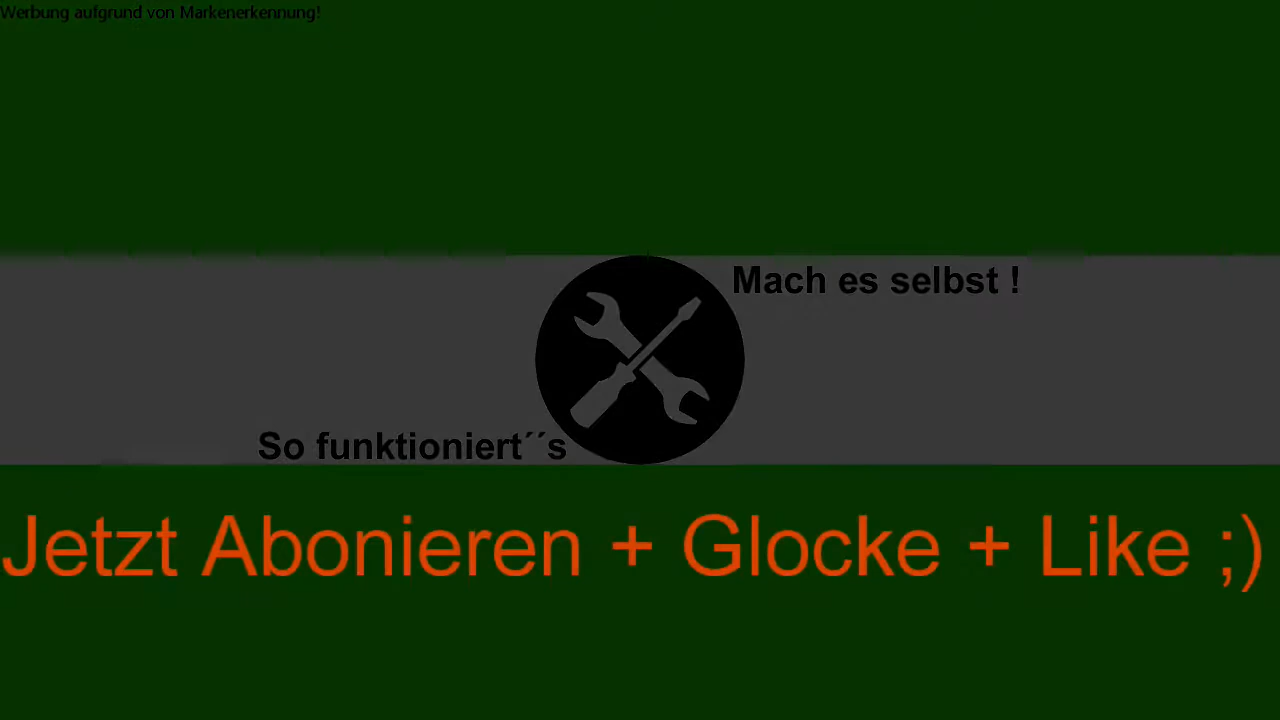 Werbung aufgrund von Markenerkennung!
Mach es selbst !
So funktioniert´´s
Jetzt Abonieren + Glocke + Like ;)